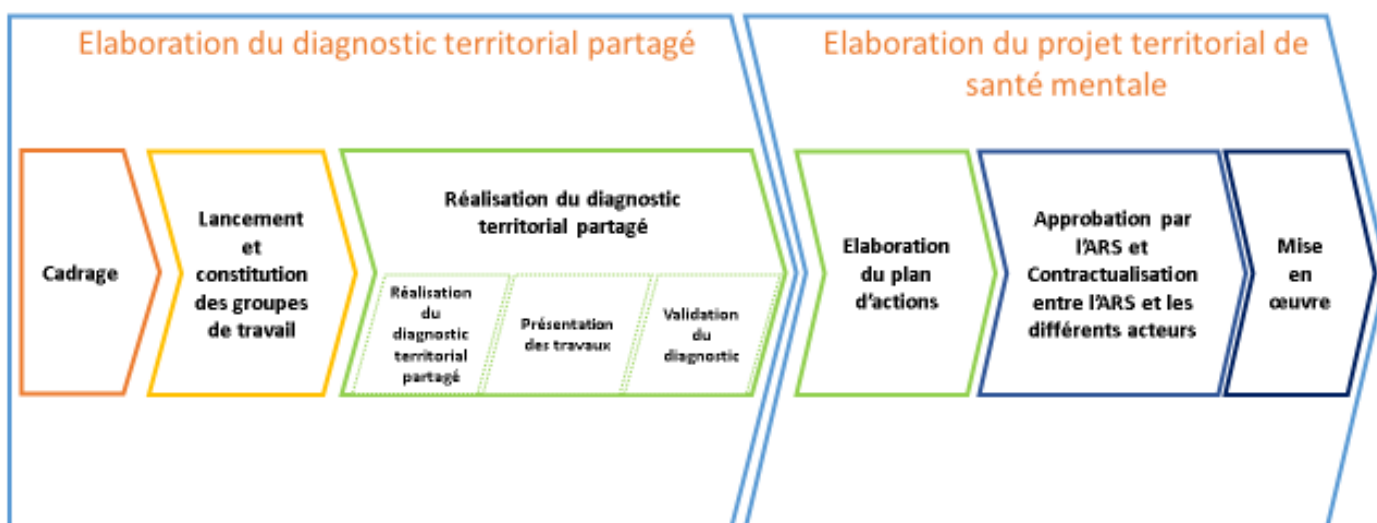 Elaboration du diagnostic territorial partagé
Elaboration du projet territorial de
santé mentale
Cadrage
Lancement
et
constitution
des groupes
de travail
Réalisation du diagnostic
territorial partagé
Réalisation
du
diagnostic
territorial
partagé
Présentation
des travaux
Validation
du
diagnostic
Elaboration
du plan
d'actions
Approbation par
l'ARS et
Contractualisation
entre l'ARS et les
différents acteurs
Mise
en
œuvre